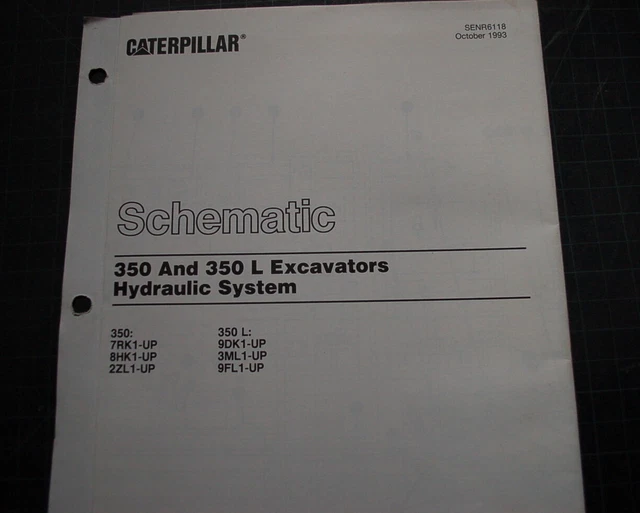 CATERPILLAR®
SENR6118
October 1993
Schematic
350 And 350 L Excavators
Hydraulic System
350: 350 L:
7RK1-UP 9DK1-UP
8HK1-UP 3ML1-UP
2ZL1-UP 9FL1-UP